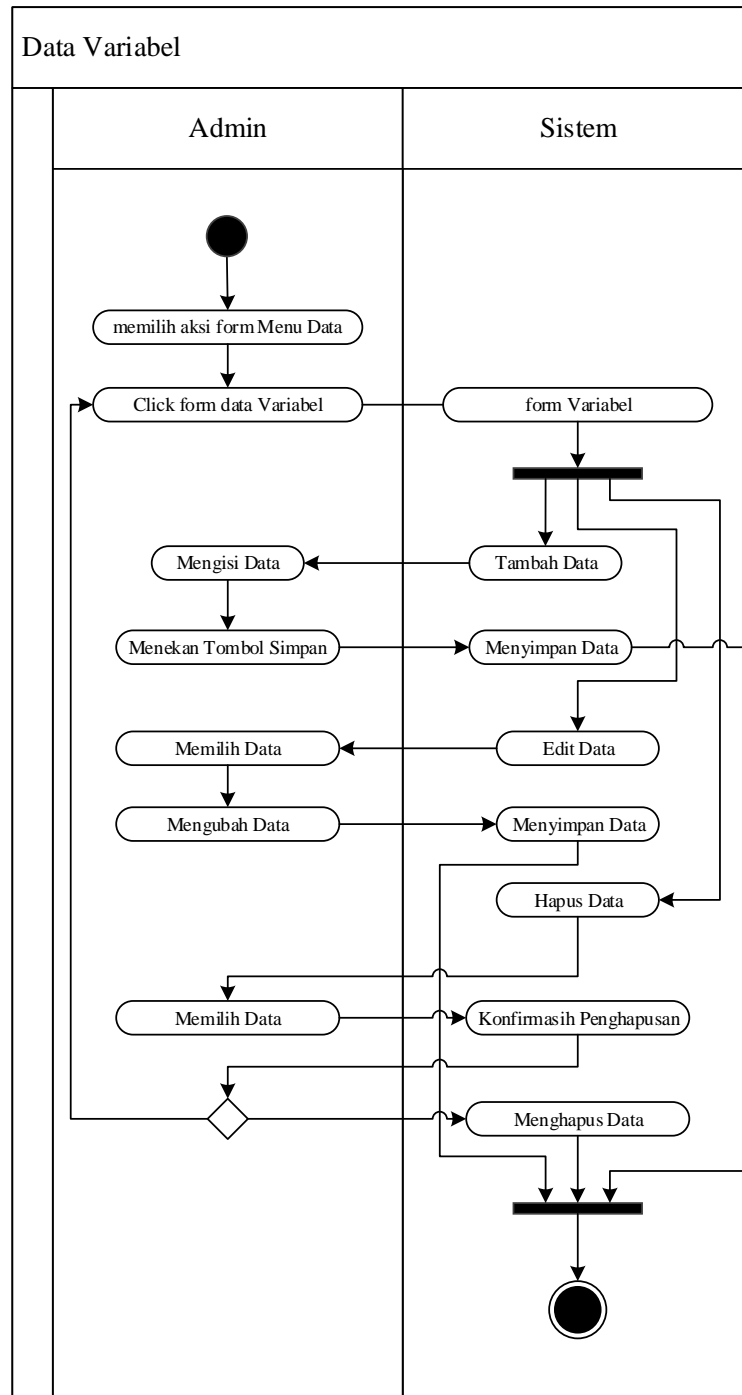 Data Variabel
Admin
Sistem
memilih aksi form Menu Data
Click form data Variabel
form Variabel
Mengisi Data
Tambah Data
Menekan Tombol Simpan
Menyimpan Data
Memilih Data
Edit Data
Mengubah Data
Menyimpan Data
Hapus Data
Memilih Data
Konfirmasih Penghapusan
Menghapus Data